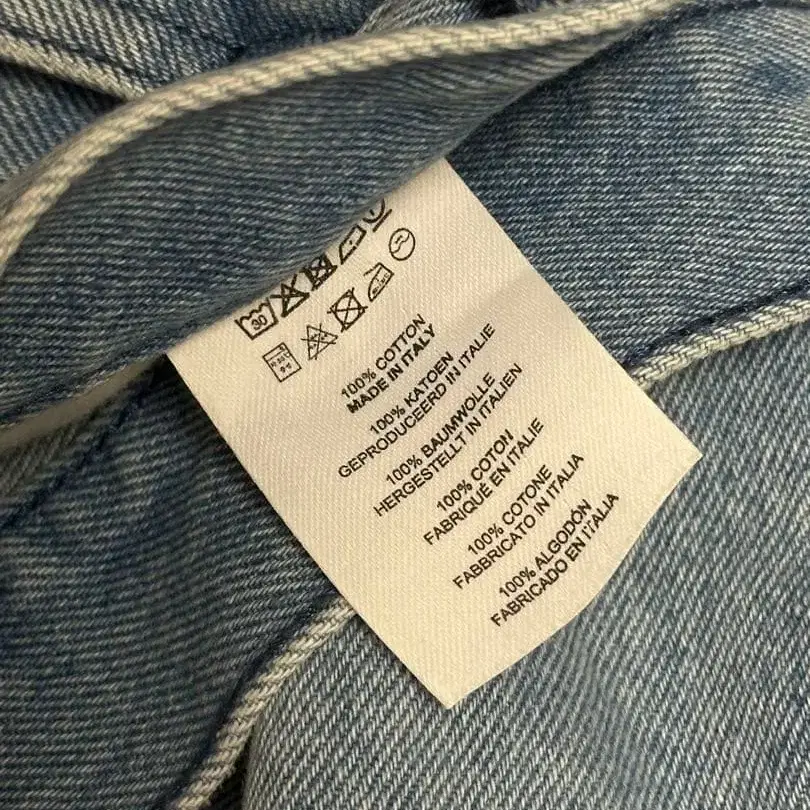 30
100% COTTON
MADE IN ITALY
100% KATOEN
GEPRODUCEERD IN ITALIE
100% BAUMWOLLE
HERGESTELLT IN ITALIEN
100% COTON
FABRIQUÉ EN ITALIE
100% COTONE
FABBRICATO IN ITALIA
100% ALGODÓN
FABRICADO EN ITALIA